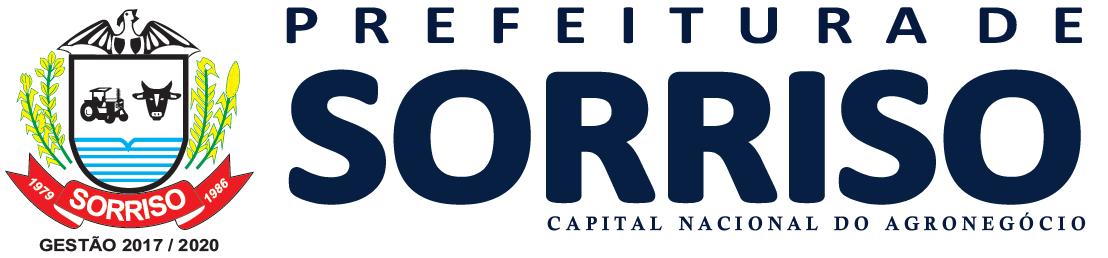 1979 SORRISO 1986
GESTÃO 2017 / 2020
PREFEITURA DE
SORRISO
CAPITAL NACIONAL DO AGRONEGÓCIO